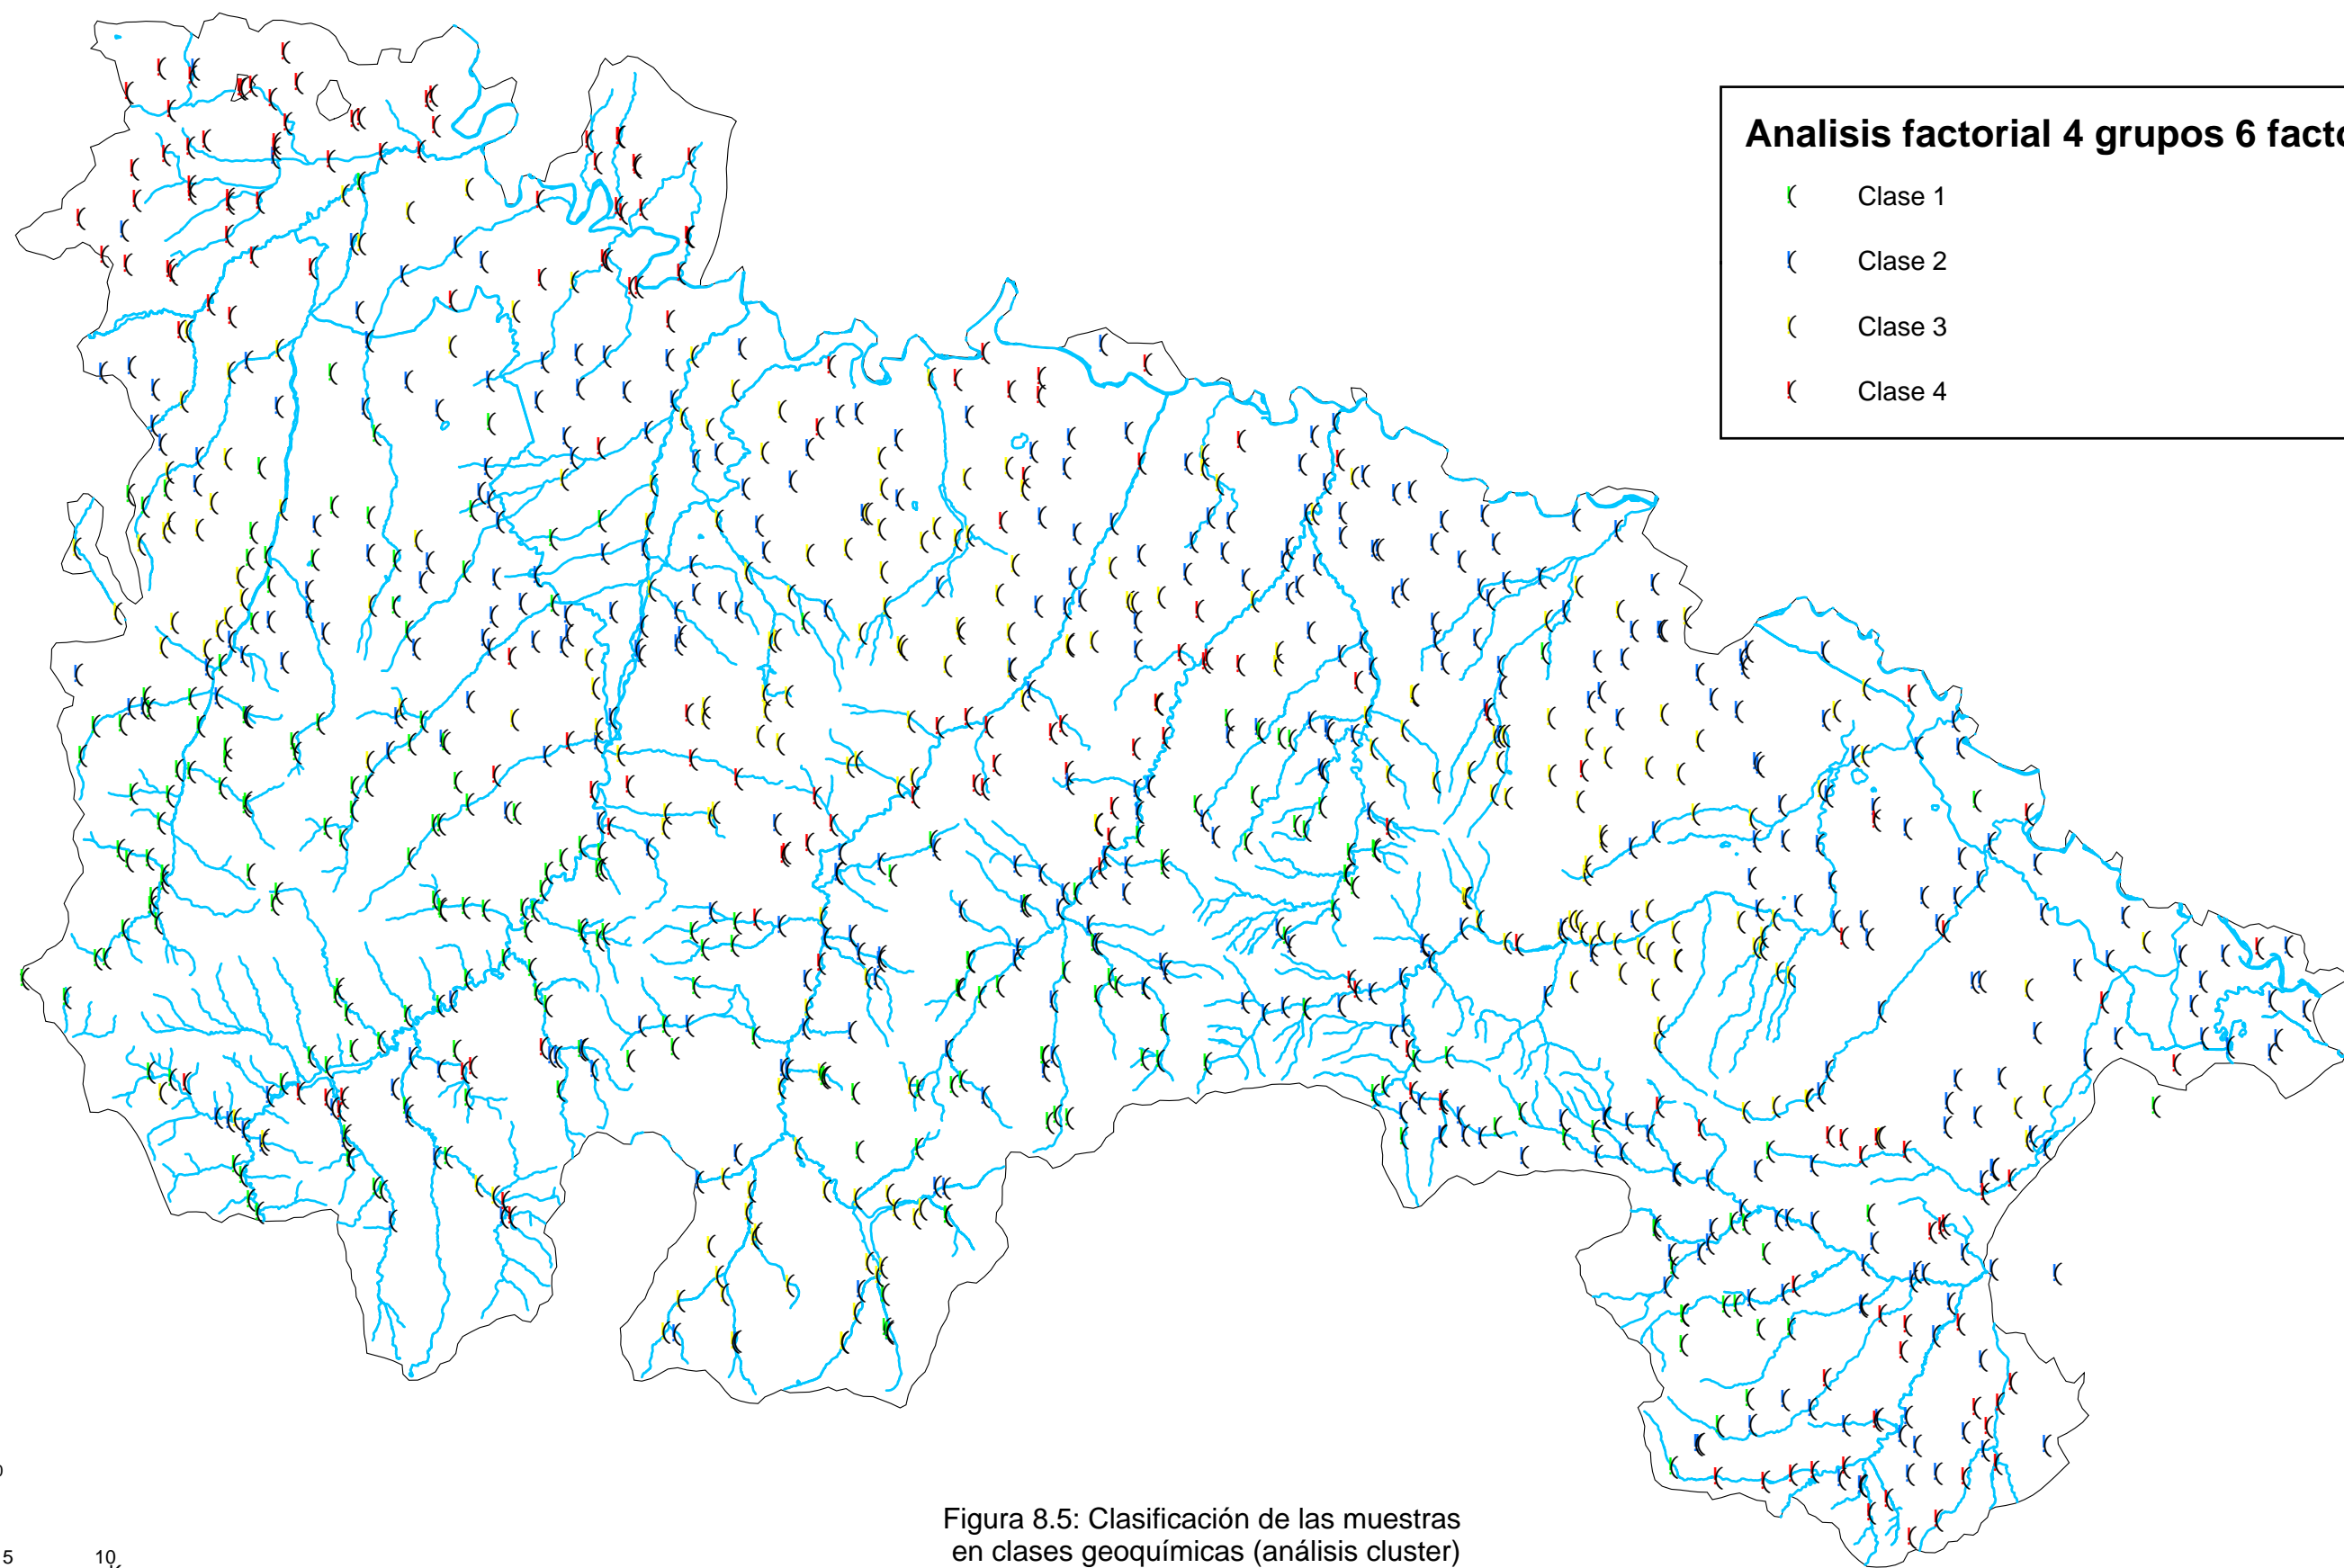 Analisis factorial 4 grupos 6 facto
Clase 1
Clase 2
Clase 3
Clase 4
5 10
Figura 8.5: Clasificación de las muestras
en clases geoquímicas (análisis cluster)